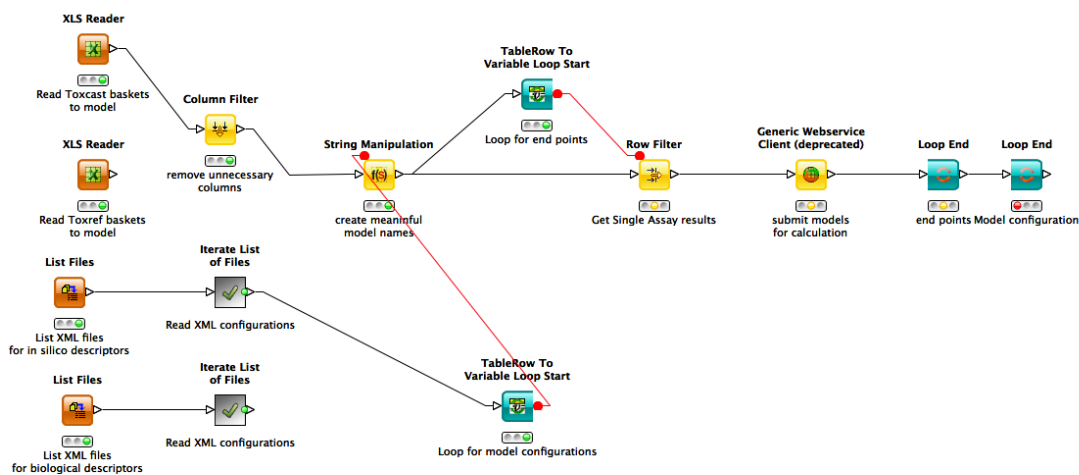 XLS Reader
Read Toxcast baskets
to model
Column Filter
remove unnecessary
columns
XLS Reader
Read Toxref baskets
to model
String Manipulation
f(S)
create meaninful
model names
TableRow To
Variable Loop Start
Loop for end points
Row Filter
Get Single Assay results
Generic Webservice
Client (deprecated)
submit models
for calculation
Loop End
end points
Loop End
Model configuration
List Files
List XML files
for in silico descriptors
Iterate List
of Files
Read XML configurations
List Files
List XML files
for biological descriptors
Iterate List
of Files
Read XML configurations
TableRow To
Variable Loop Start
Loop for model configurations